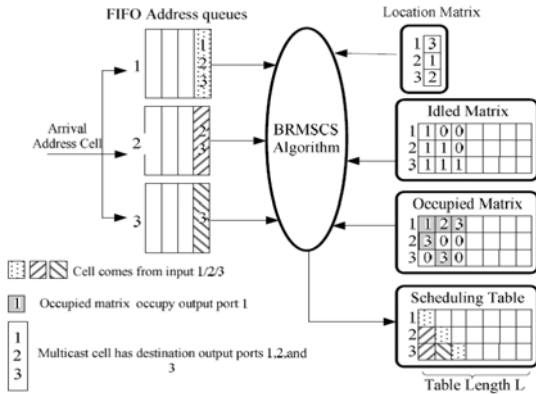 FIFO Address queues
Location Matrix
1 3
2 1
3 2
1
1
2
3
Arrival
Address Cell
2
2
3
BRMSCS
Algorithm
Idled Matrix
1 1 0 0
2 1 1 0
3 1 1 1
3
3
Occupied Matrix
1 1 2 3
2 3 0 0
3 0 3 0
Cell comes from input 1/2/3
1 Occupied matrix occupy output port 1
1
2
3
Multicast cell has destination output ports 1,2,and
3
Scheduling Table
1
2
3
Table Length L